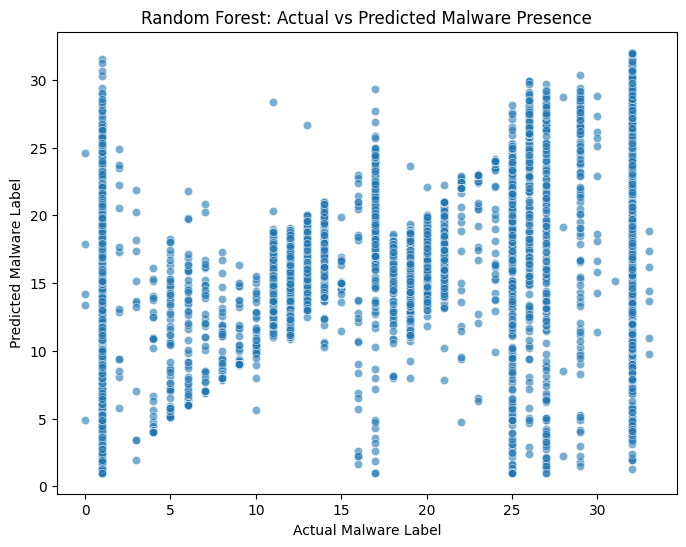 Random Forest: Actual vs Predicted Malware Presence
Predicted Malware Label
30
25
20
15
10
5
0
0 5 10 15 20 25 30
Actual Malware Label